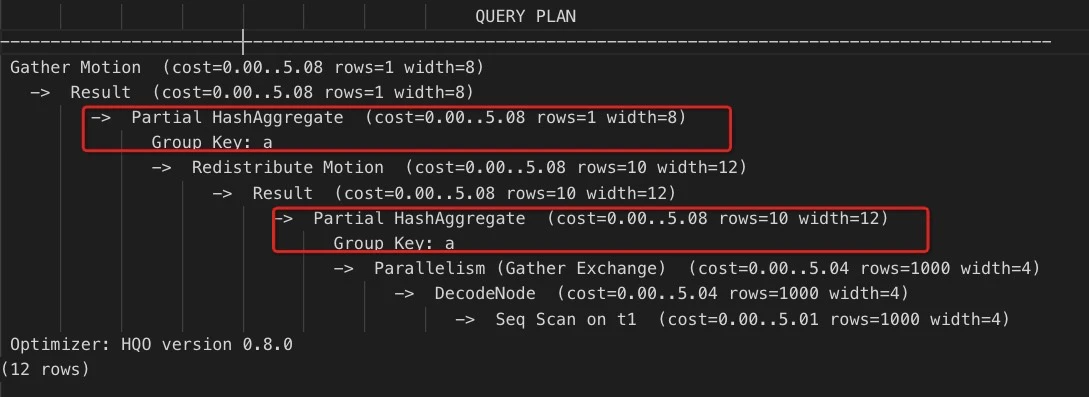 QUERY PLAN
Gather Motion  (cost=0.00..5.08 rows=1 width=8)
  ->  Result  (cost=0.00..5.08 rows=1 width=8)
        ->  Partial HashAggregate  (cost=0.00..5.08 rows=1 width=8)
              Group Key: a
              ->  Redistribute Motion  (cost=0.00..5.08 rows=10 width=12)
                    ->  Result  (cost=0.00..5.08 rows=10 width=12)
                          ->  Partial HashAggregate  (cost=0.00..5.08 rows=10 width=12)
                                Group Key: a
                                ->  Parallelism (Gather Exchange)  (cost=0.00..5.04 rows=1000 width=4)
                                      ->  DecodeNode  (cost=0.00..5.04 rows=1000 width=4)
                                            ->  Seq Scan on t1  (cost=0.00..5.01 rows=1000 width=4)
Optimizer: HQO version 0.8.0
(12 rows)